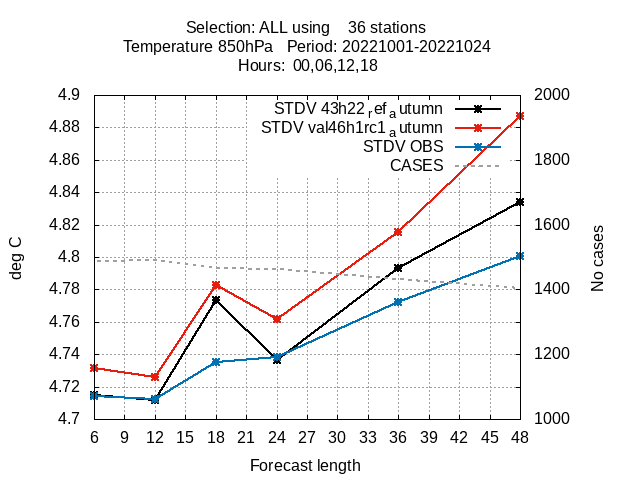 Selection: ALL using 36 stations
Temperature 850hPa Period: 20221001-20221024
Hours: 00,06,12,18
STDV 43h22ref autumn
STDV val46h1rc1autumn
STDV OBS
CASES
4.9
4.88
4.86
4.84
4.82
4.8
4.78
4.76
4.74
4.72
4.7
deg C
2000
1800
1600
1400
1200
1000
No cases
6 9 12 15 18 21 24 27 30 33 36 39 42 45 48
Forecast length